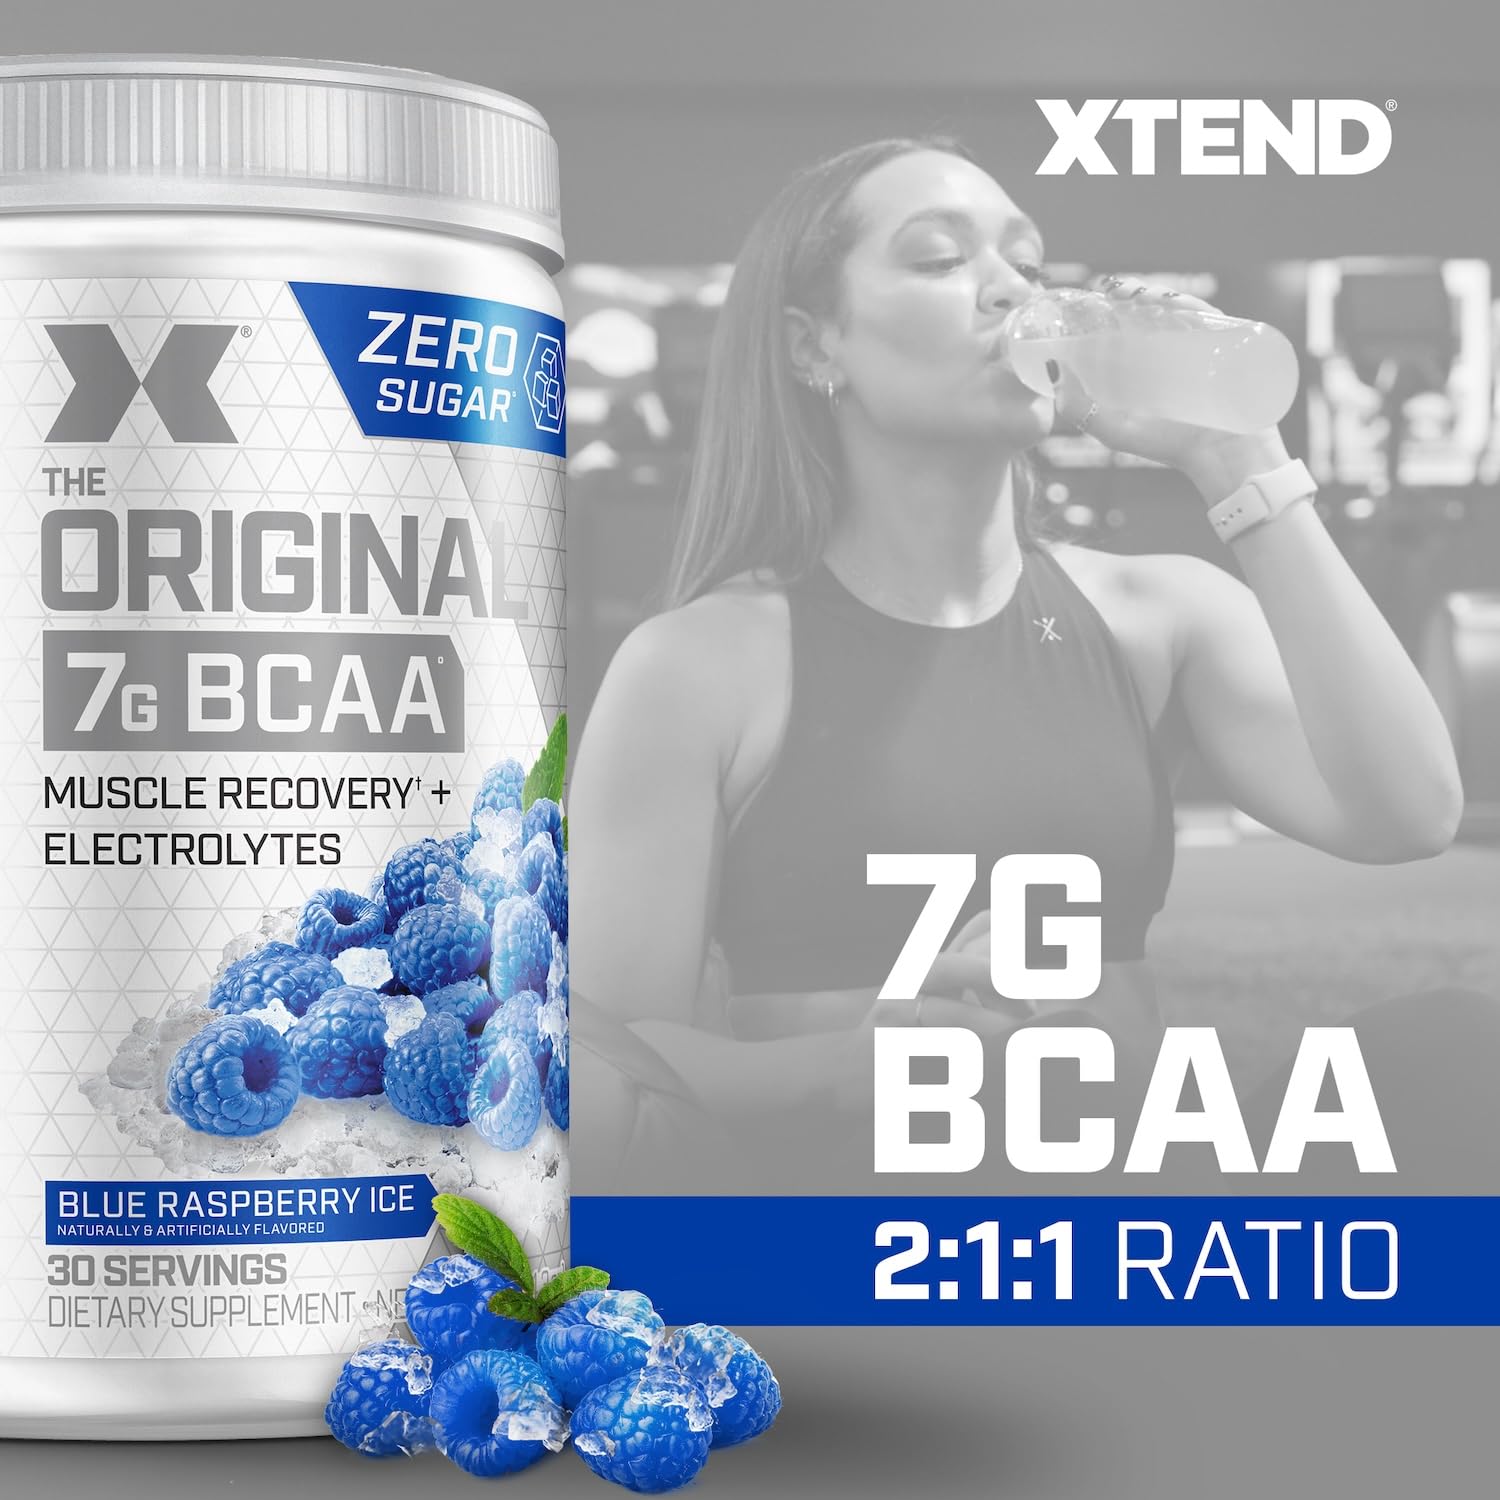 XTEND®
X®
ZERO
SUGAR°
THE
ORIGINAL
7G BCAA°
MUSCLE RECOVERY† +
ELECTROLYTES
BLUE RASPBERRY ICE
NATURALLY & ARTIFICIALLY FLAVORED
30 SERVINGS
DIETARY SUPPLEMENT
7G
BCAA
2:1:1 RATIO